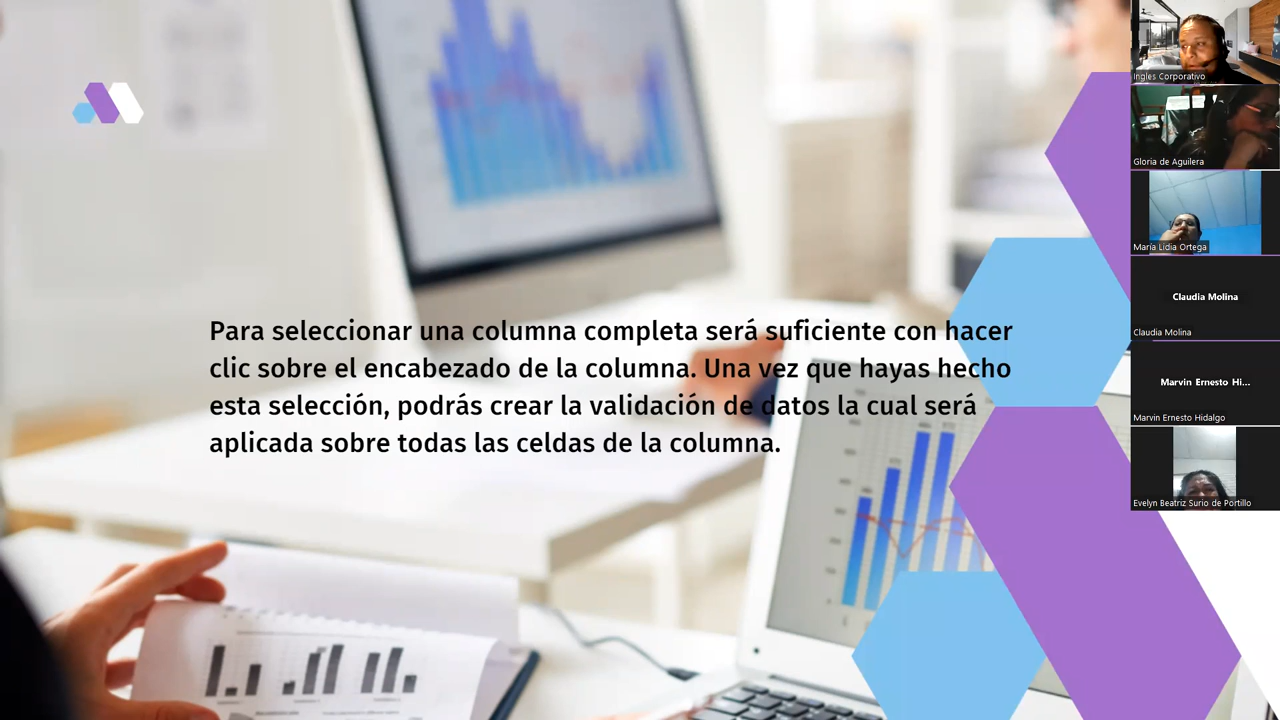 Para seleccionar una columna completa será suficiente con hacer
clic sobre el encabezado de la columna. Una vez que hayas hecho
esta selección, podrás crear la validación de datos la cual será
aplicada sobre todas las celdas de la columna.
Ingles Corporativo
Gloria de Aguilera
María Lidia Ortega
Claudia Molina
Claudia Molina
Marvin Ernesto Hi...
Marvin Ernesto Hidalgo
Evelyn Beatriz Surio de Portillo